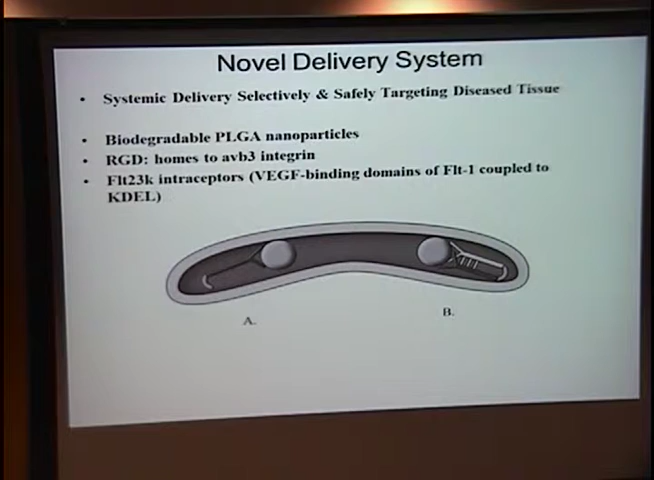 Novel Delivery System
• Systemic Delivery Selectively & Safely Targeting Diseased Tissue
• Biodegradable PLGA nanoparticles
• RGD: homes to avb3 integrin
• Flt23k intraceptors (VEGF-binding domains of Flt-1 coupled to
KDEL)
A.
B.